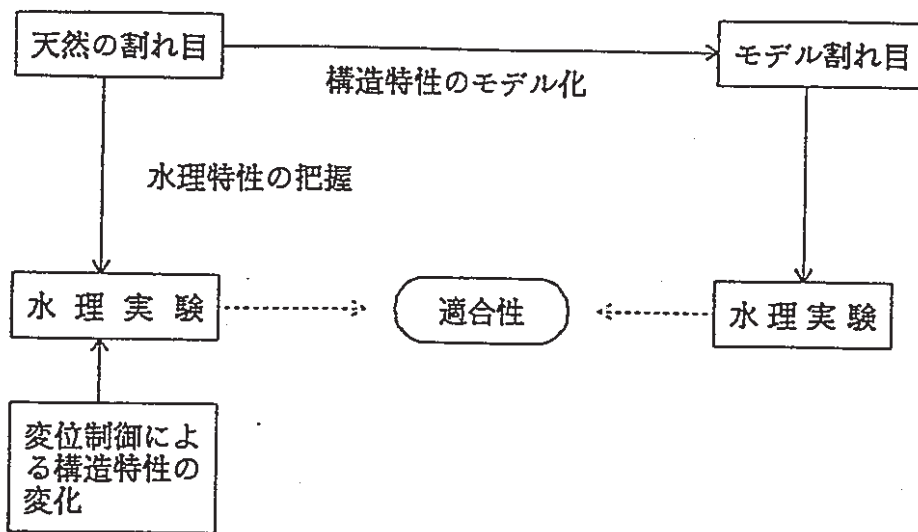 天然の割れ目
モデル割れ目
構造特性のモデル化
水理特性の把握
水 理 実 験
適合性
水 理 実 験
変位制御によ
る構造特性の
変化